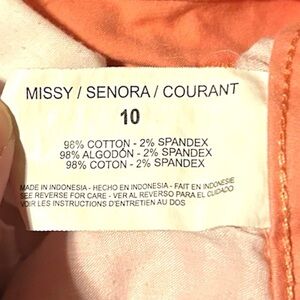 MISSY / SENORA / COURANT
10
98% COTTON - 2% SPANDEX
98% ALGODÓN - 2% SPANDEX
98% COTON - 2% SPANDEX
MADE IN INDONESIA - HECHO EN INDONESIA - FAIT EN INDONESIE
SEE REVERSE FOR CARE - VER AL REVERSO PARA EL CUIDADO
VOIR LES INSTRUCTIONS D'ENTRETIEN AU DOS